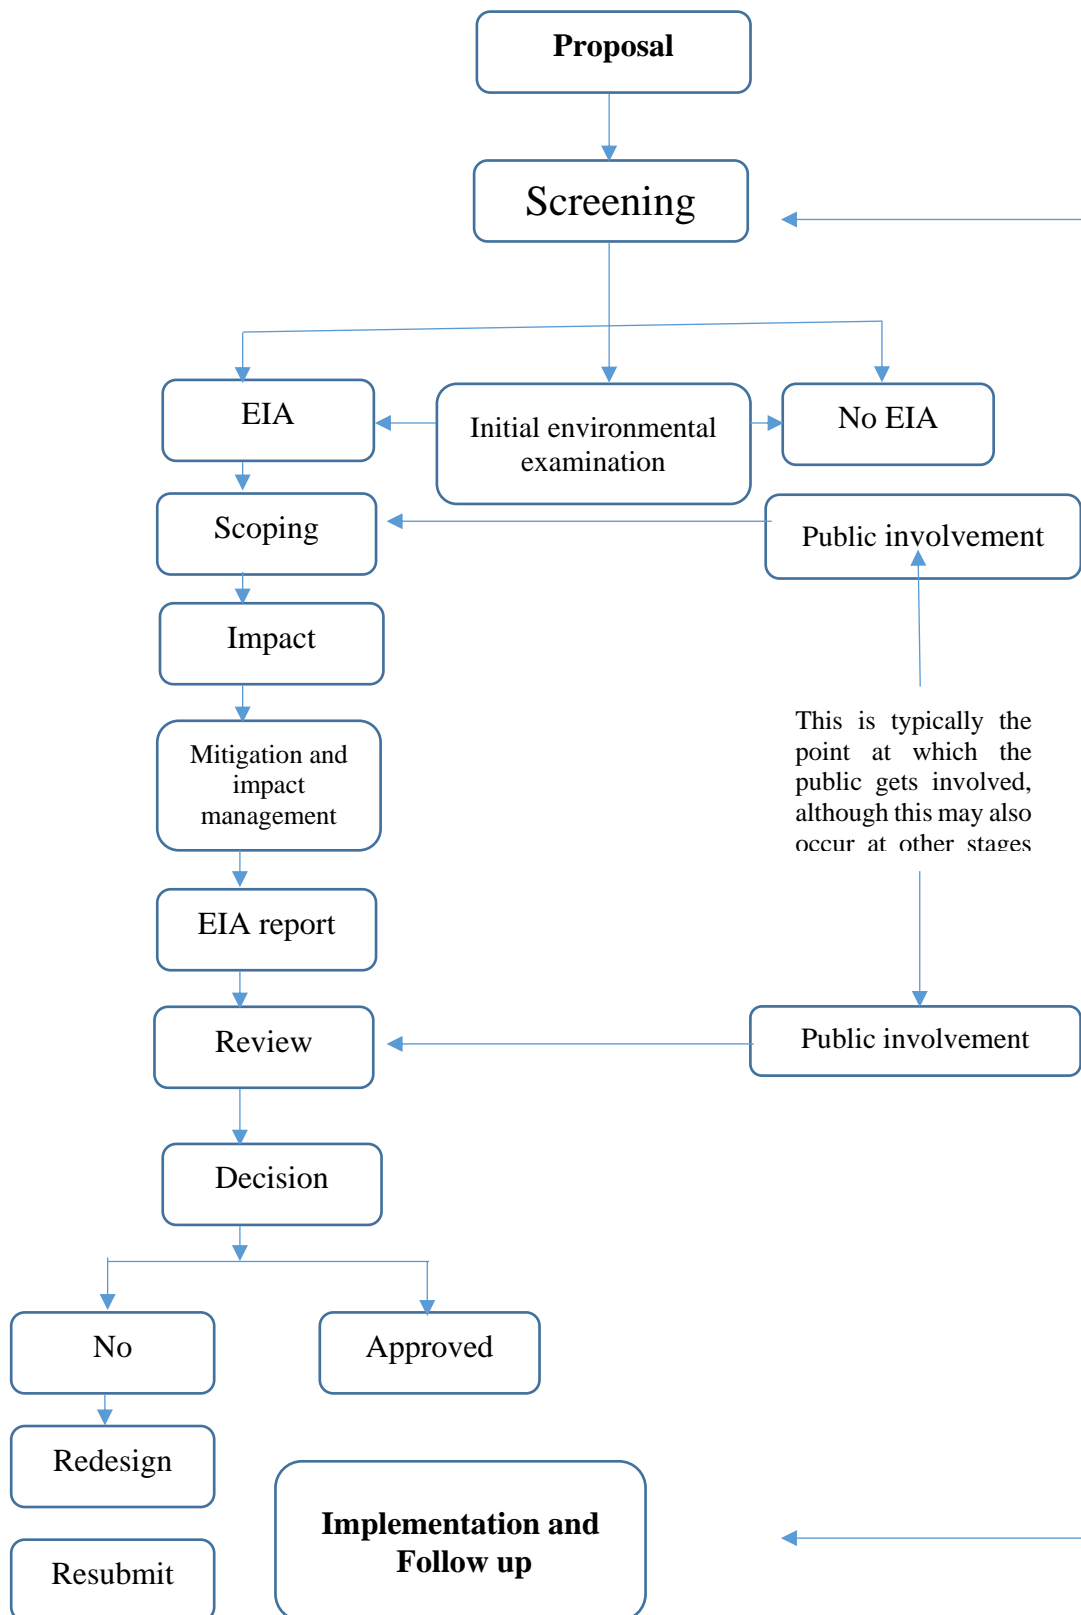 Proposal
Screening
EIA
Initial environmental
examination
No EIA
Scoping
Public involvement
Impact
This is typically the
point at which the
public gets involved,
although this may also
occur at other stages
Mitigation and
impact
management
EIA report
Review
Public involvement
Decision
No
Approved
Redesign
Implementation and
Follow up
Resubmit